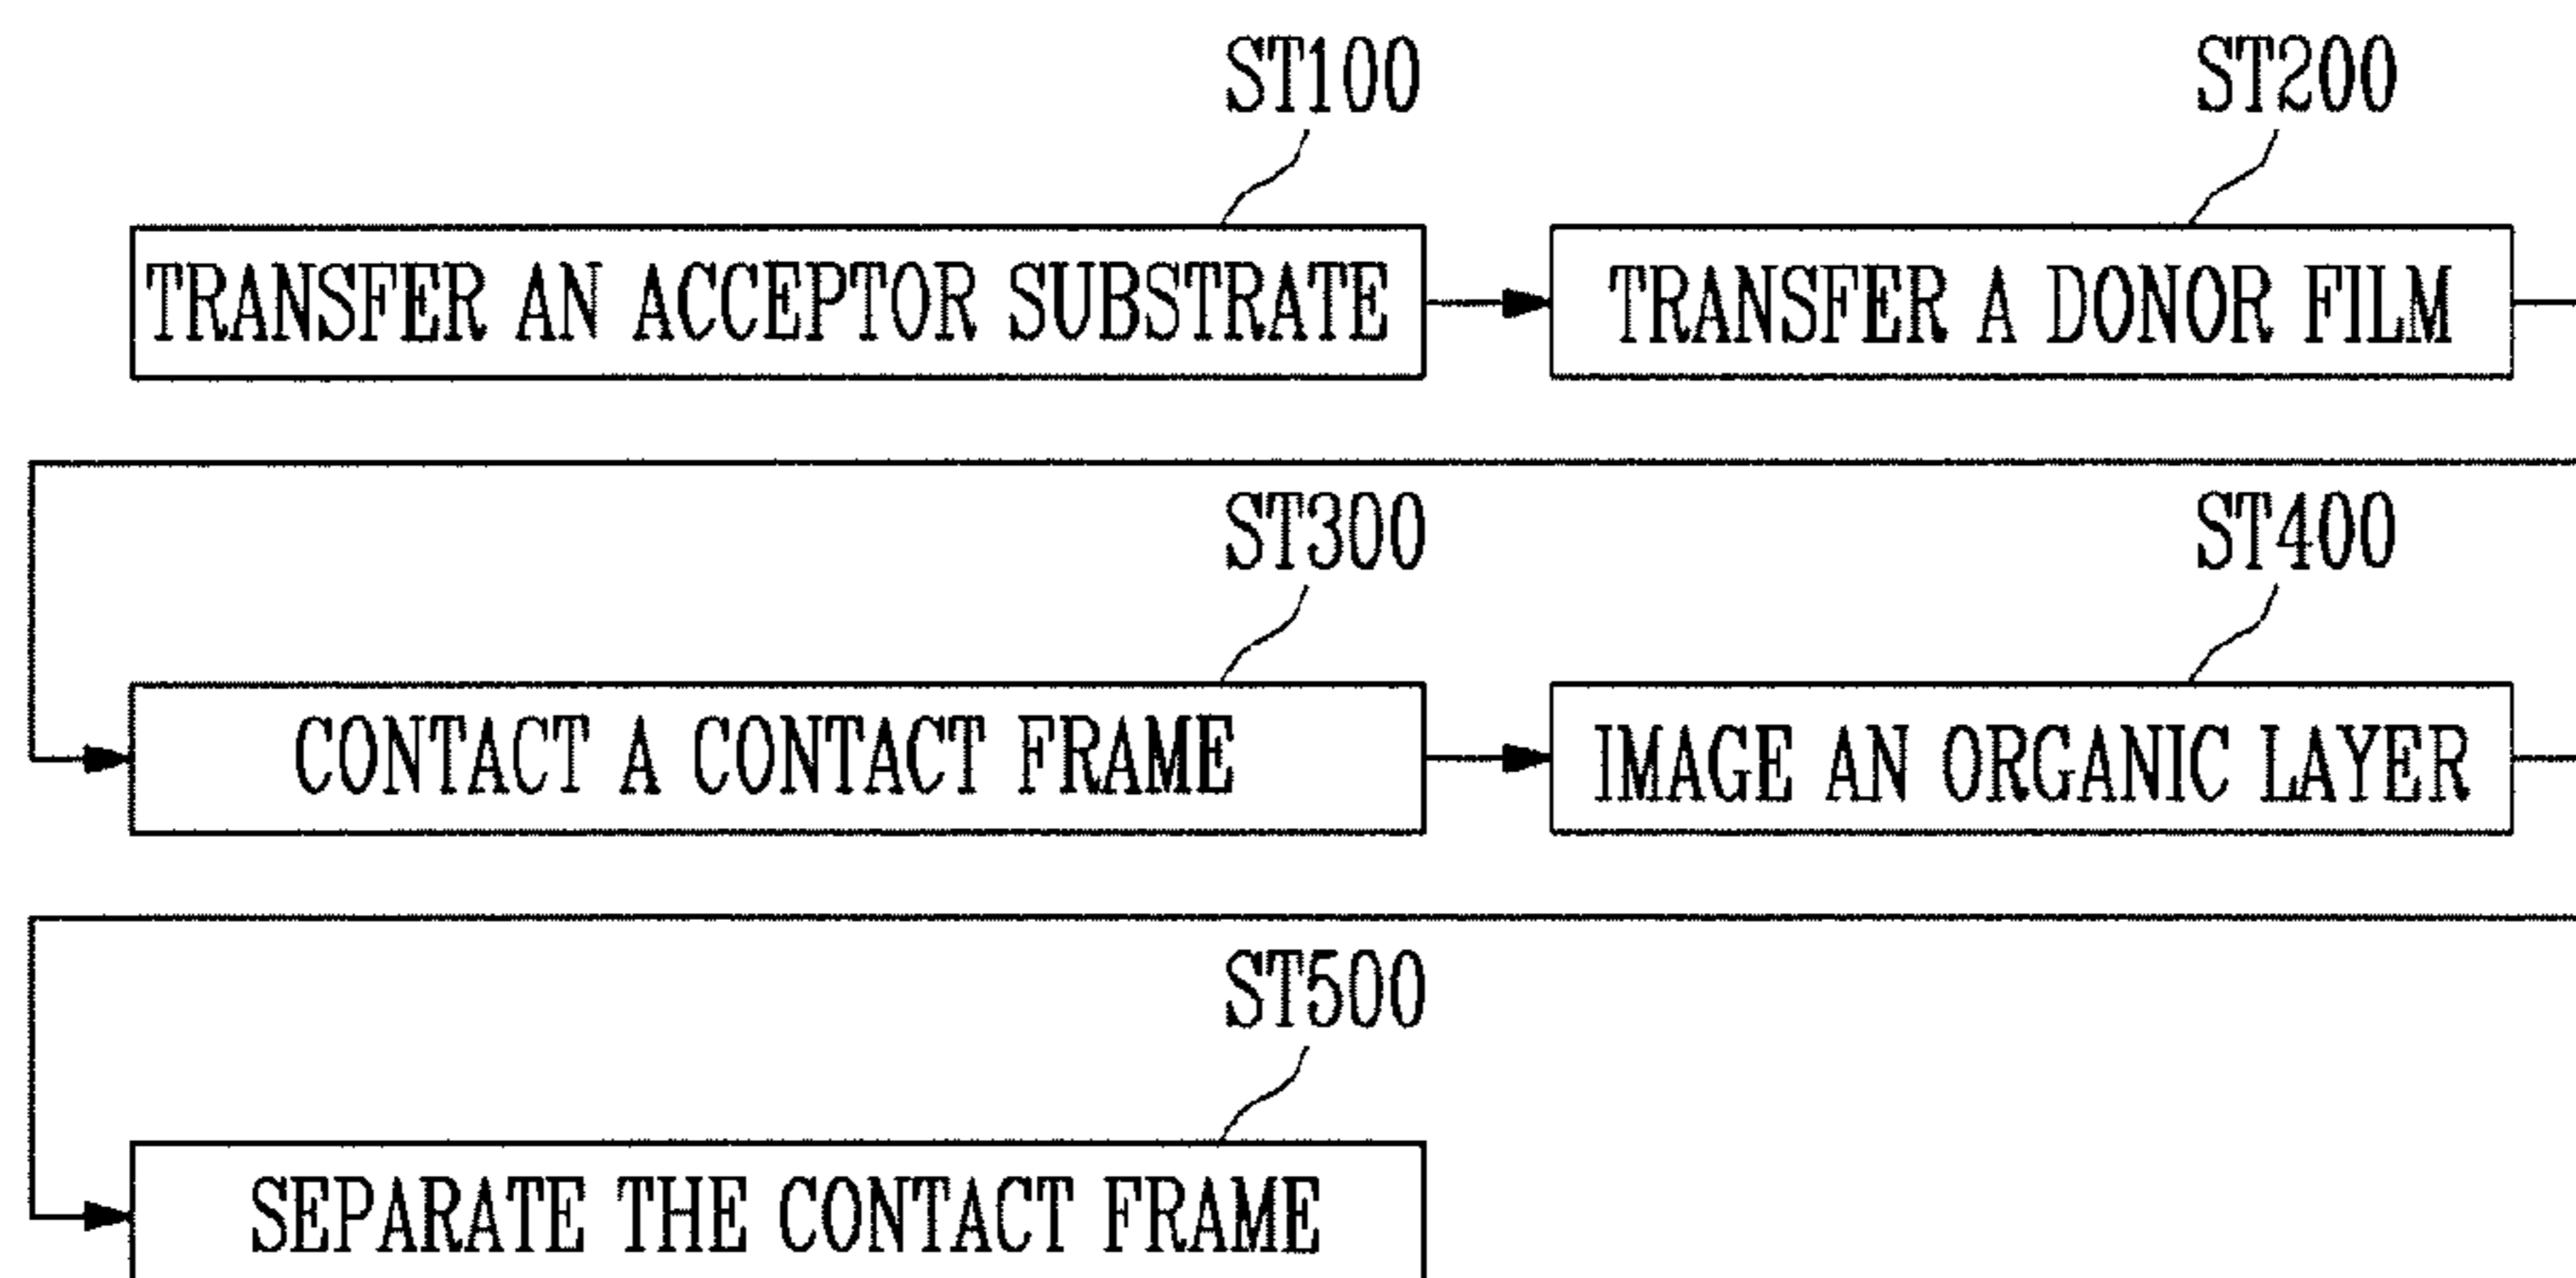 ST100
ST200
TRANSFER AN ACCEPTOR SUBSTRATE
TRANSFER A DONOR FILM
ST300
ST400
CONTACT A CONTACT FRAME
IMAGE AN ORGANIC LAYER
ST500
SEPARATE THE CONTACT FRAME